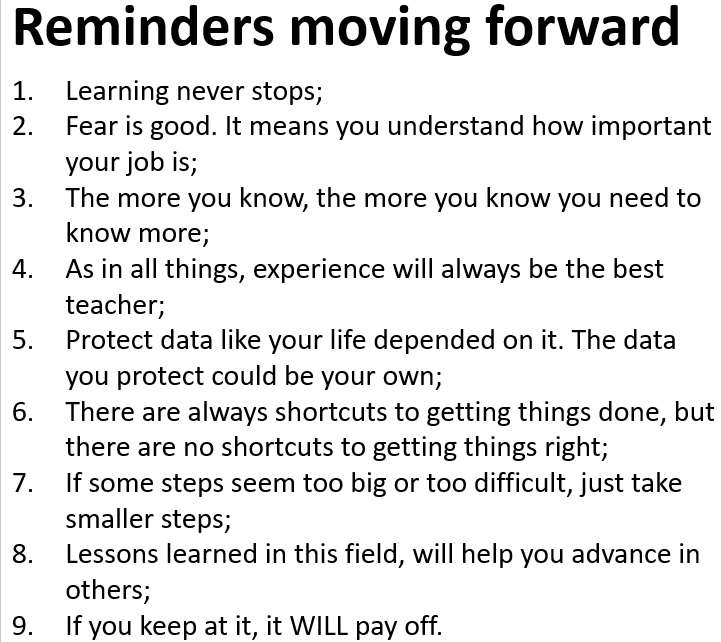 Reminders moving forward
1. Learning never stops;
2. Fear is good. It means you understand how important
your job is;
3. The more you know, the more you know you need to
know more;
4. As in all things, experience will always be the best
teacher;
5. Protect data like your life depended on it. The data
you protect could be your own;
6. There are always shortcuts to getting things done, but
there are no shortcuts to getting things right;
7. If some steps seem too big or too difficult, just take
smaller steps;
8. Lessons learned in this field, will help you advance in
others;
9. If you keep at it, it WILL pay off.